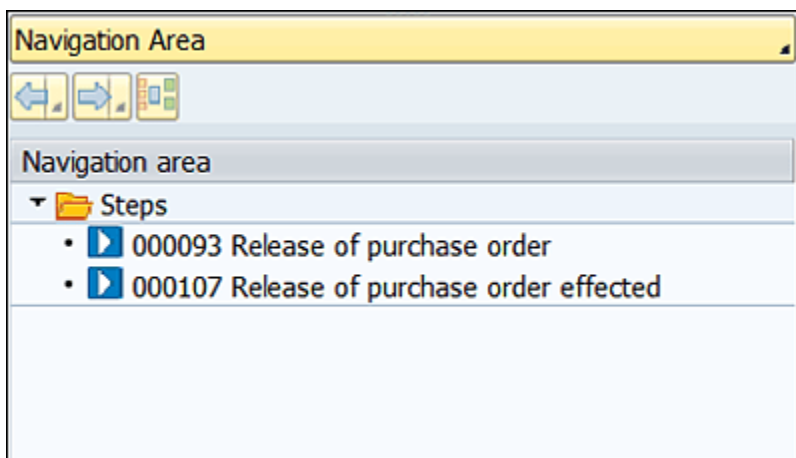 Navigation Area
Navigation area
Steps
000093 Release of purchase order
000107 Release of purchase order effected